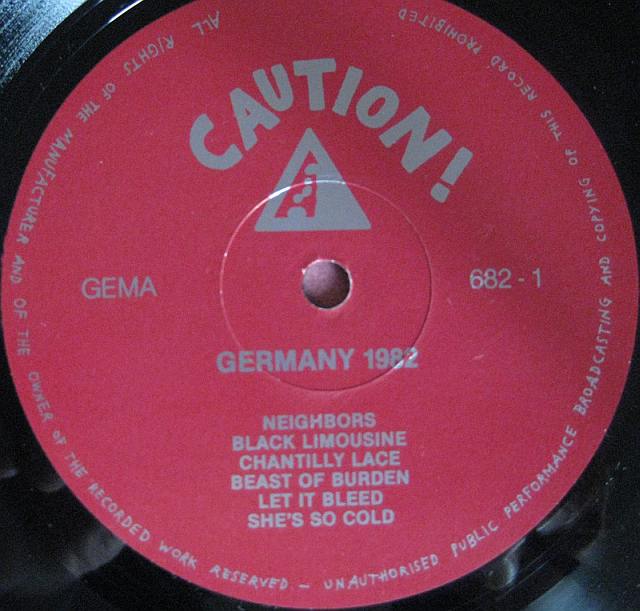 CAUTION!
GEMA
682 - 1
GERMANY 1982
NEIGHBORS
BLACK LIMOUSINE
CHANTILLY LACE
BEAST OF BURDEN
LET IT BLEED
SHE'S SO COLD
ALL RIGHTS OF THE MANUFACTURER AND OF THE OWNER OF THE RECORDED WORK RESERVED – UNAUTHORISED PUBLIC PERFORMANCE BROADCASTING AND COPYING OF THIS RECORD PROHIBITED